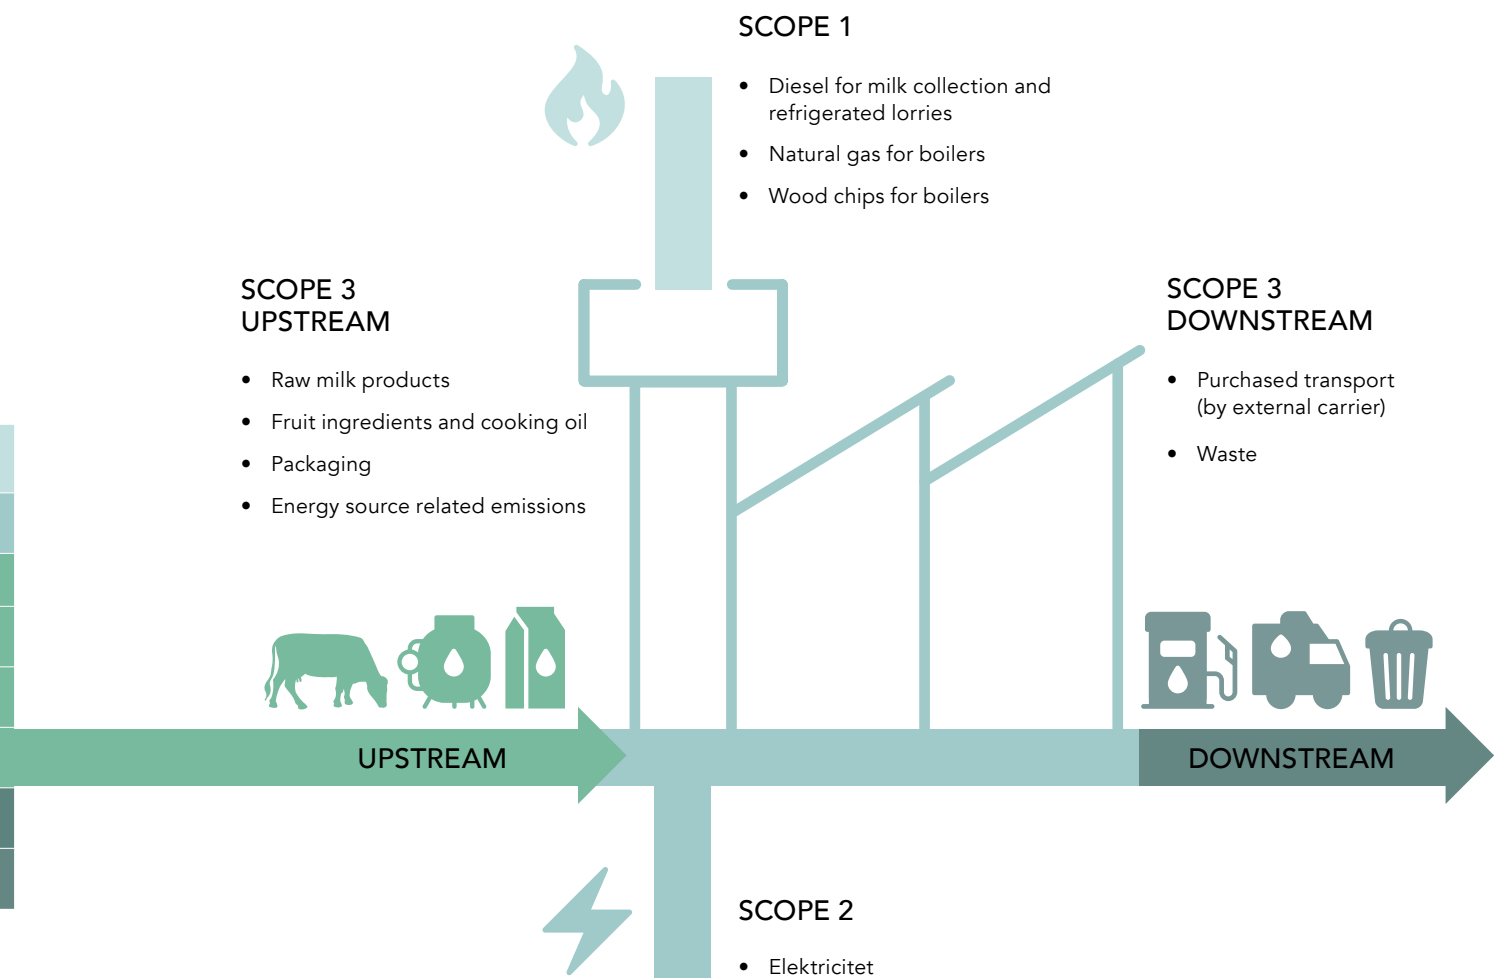 SCOPE 1
• Diesel for milk collection and
refrigerated lorries
• Natural gas for boilers
• Wood chips for boilers
SCOPE 3
UPSTREAM
• Raw milk products
• Fruit ingredients and cooking oil
• Packaging
• Energy source related emissions
SCOPE 3
DOWNSTREAM
• Purchased transport
(by external carrier)
• Waste
UPSTREAM
DOWNSTREAM
SCOPE 2
• Elektricitet